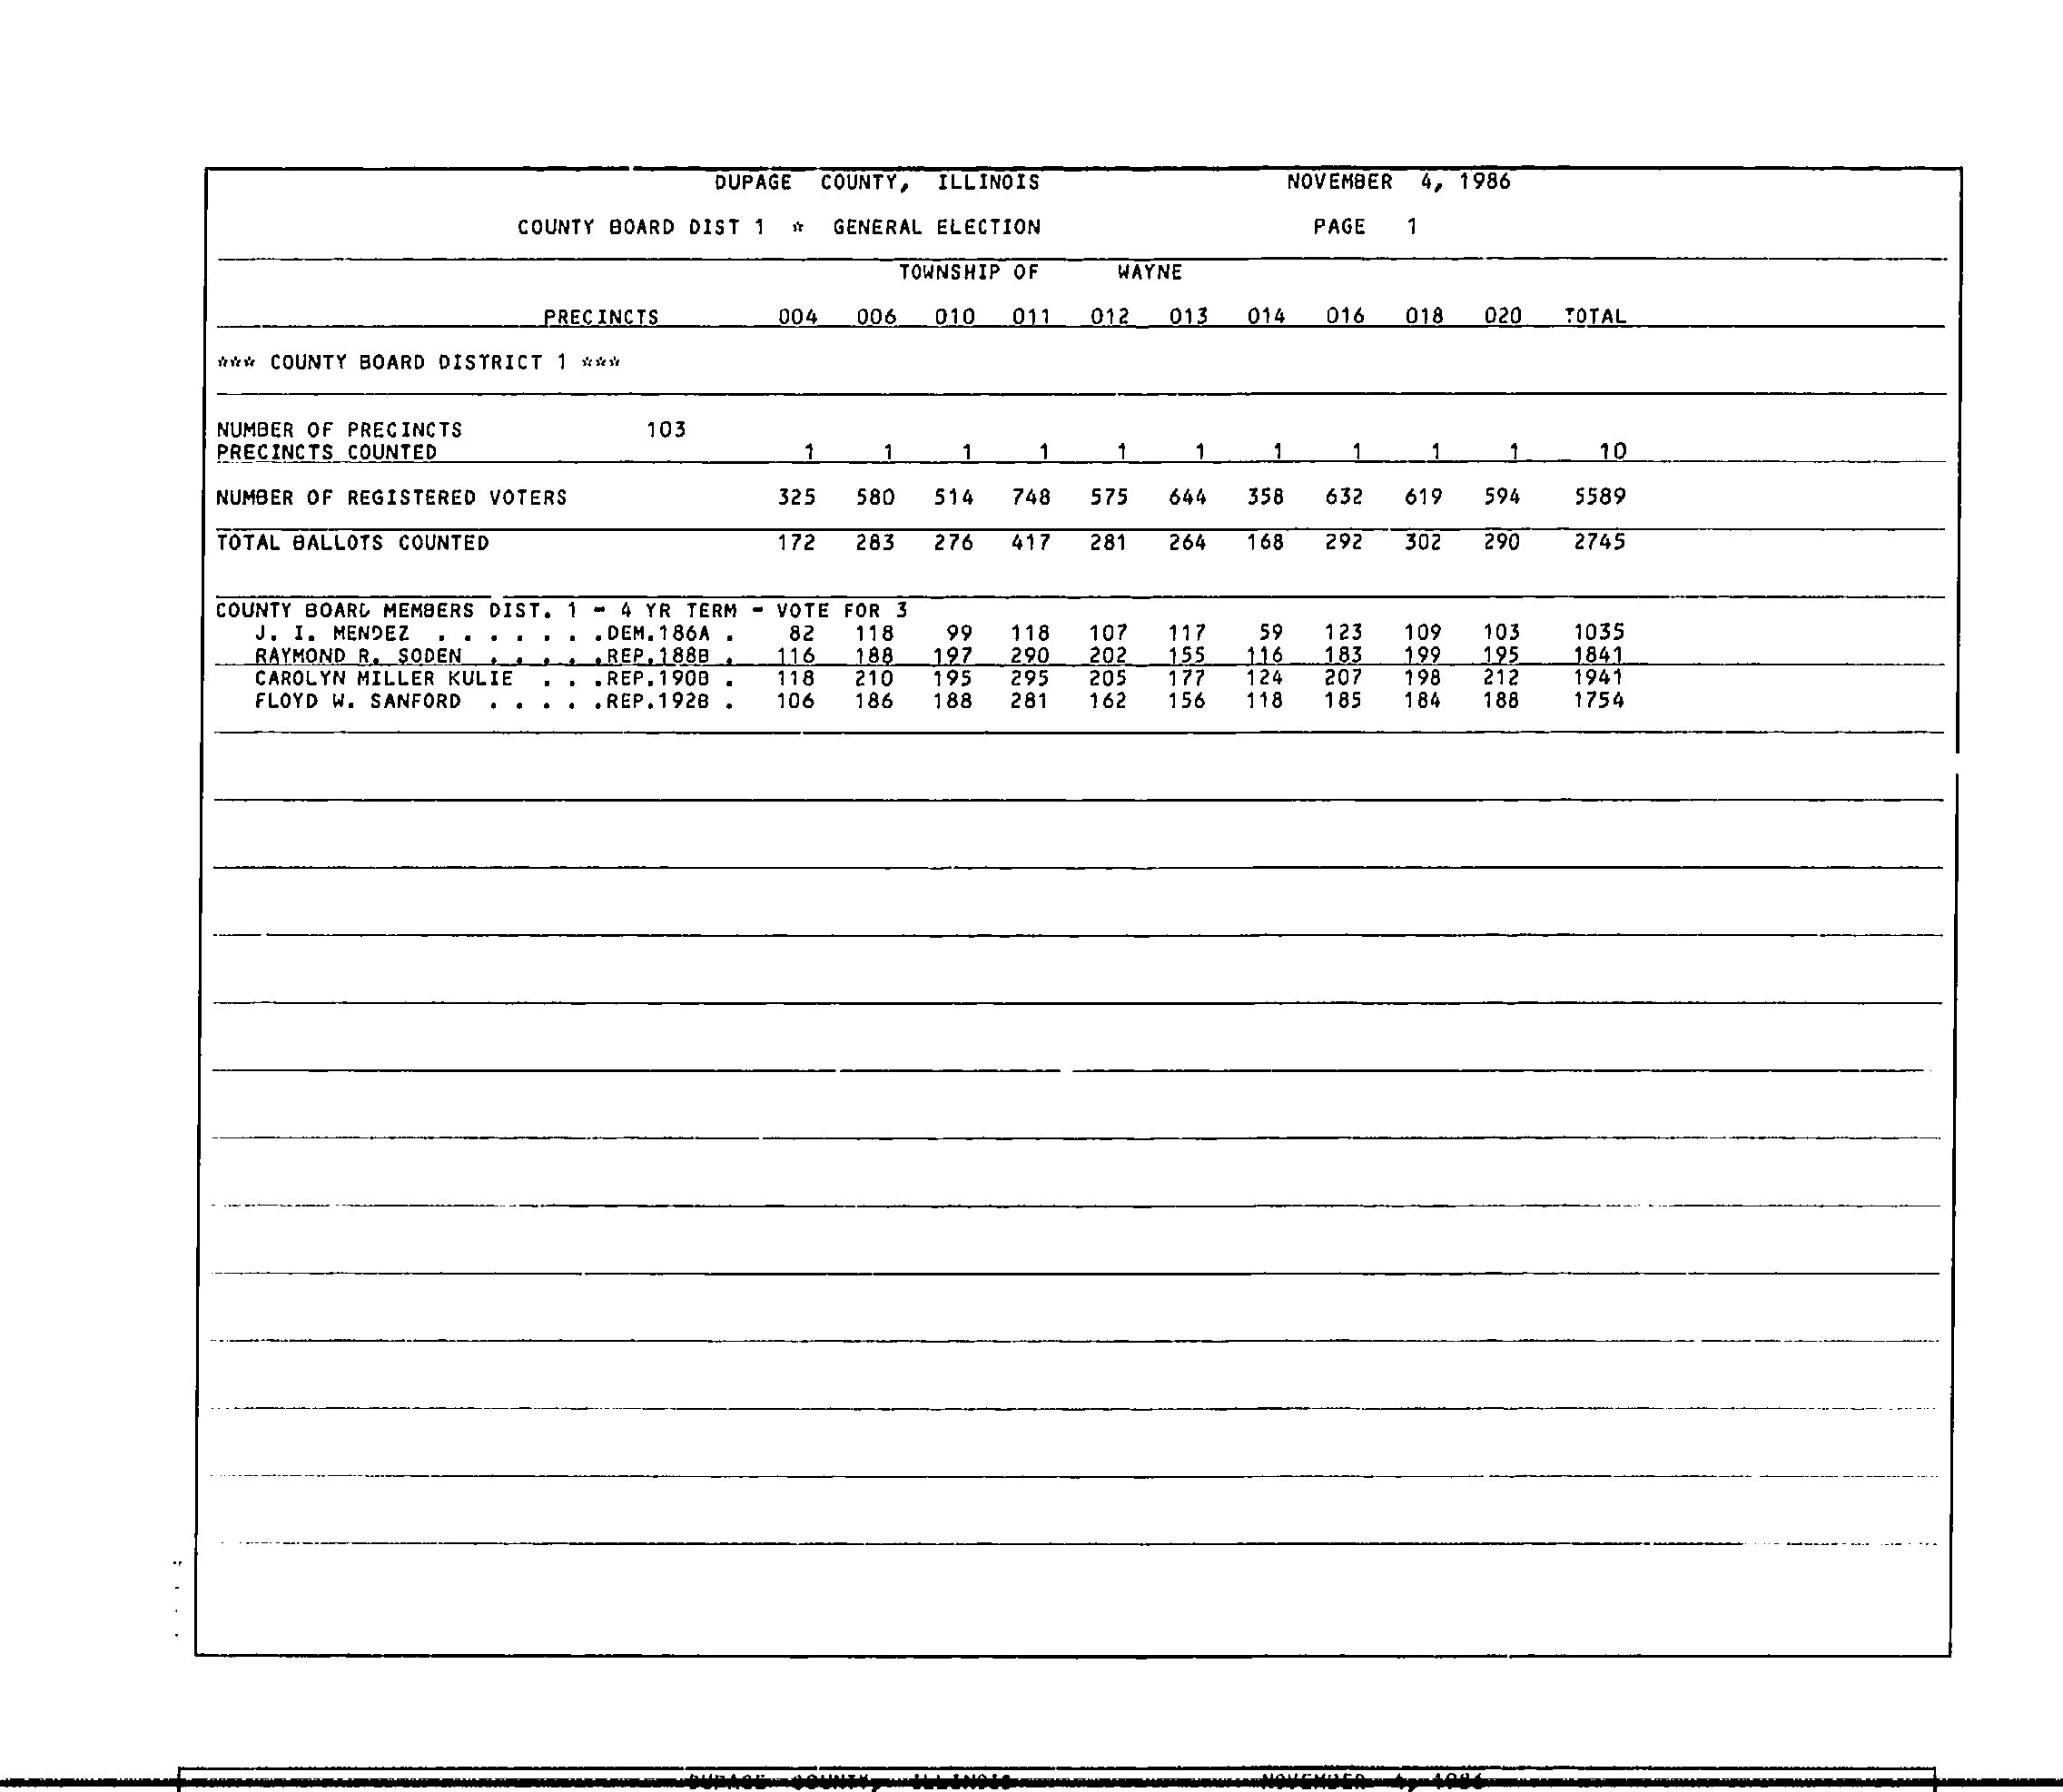 DUPAGE COUNTY, ILLINOIS NOVEMBER 4, 1986
COUNTY BOARD DIST 1 * GENERAL ELECTION PAGE 1
TOWNSHIP OF WAYNE
PRECINCTS 004 006 010 011 012 013 014 016 018 020 TOTAL
*** COUNTY BOARD DISTRICT 1 ***
NUMBER OF PRECINCTS 103
PRECINCTS COUNTED 1 1 1 1 1 1 1 1 1 1 10
NUMBER OF REGISTERED VOTERS 325 580 514 748 575 644 358 632 619 594 5589
TOTAL BALLOTS COUNTED 172 283 276 417 281 264 168 292 302 290 2745
COUNTY BOARD MEMBERS DIST. 1 - 4 YR TERM - VOTE FOR 3
J. I. MENDEZ . . . . . . .DEM.186A . 82 118 99 118 107 117 59 123 109 103 1035
RAYMOND R. SODEN . . . . .REP.188B . 116 188 197 290 202 155 116 183 199 195 1841
CAROLYN MILLER KULIE . . .REP.190B . 118 210 195 295 205 177 124 207 198 212 1941
FLOYD W. SANFORD . . . . .REP.192B . 106 186 188 281 162 156 118 185 184 188 1754
DUPAGE COUNTY, ILLINOIS NOVEMBER 4, 1986